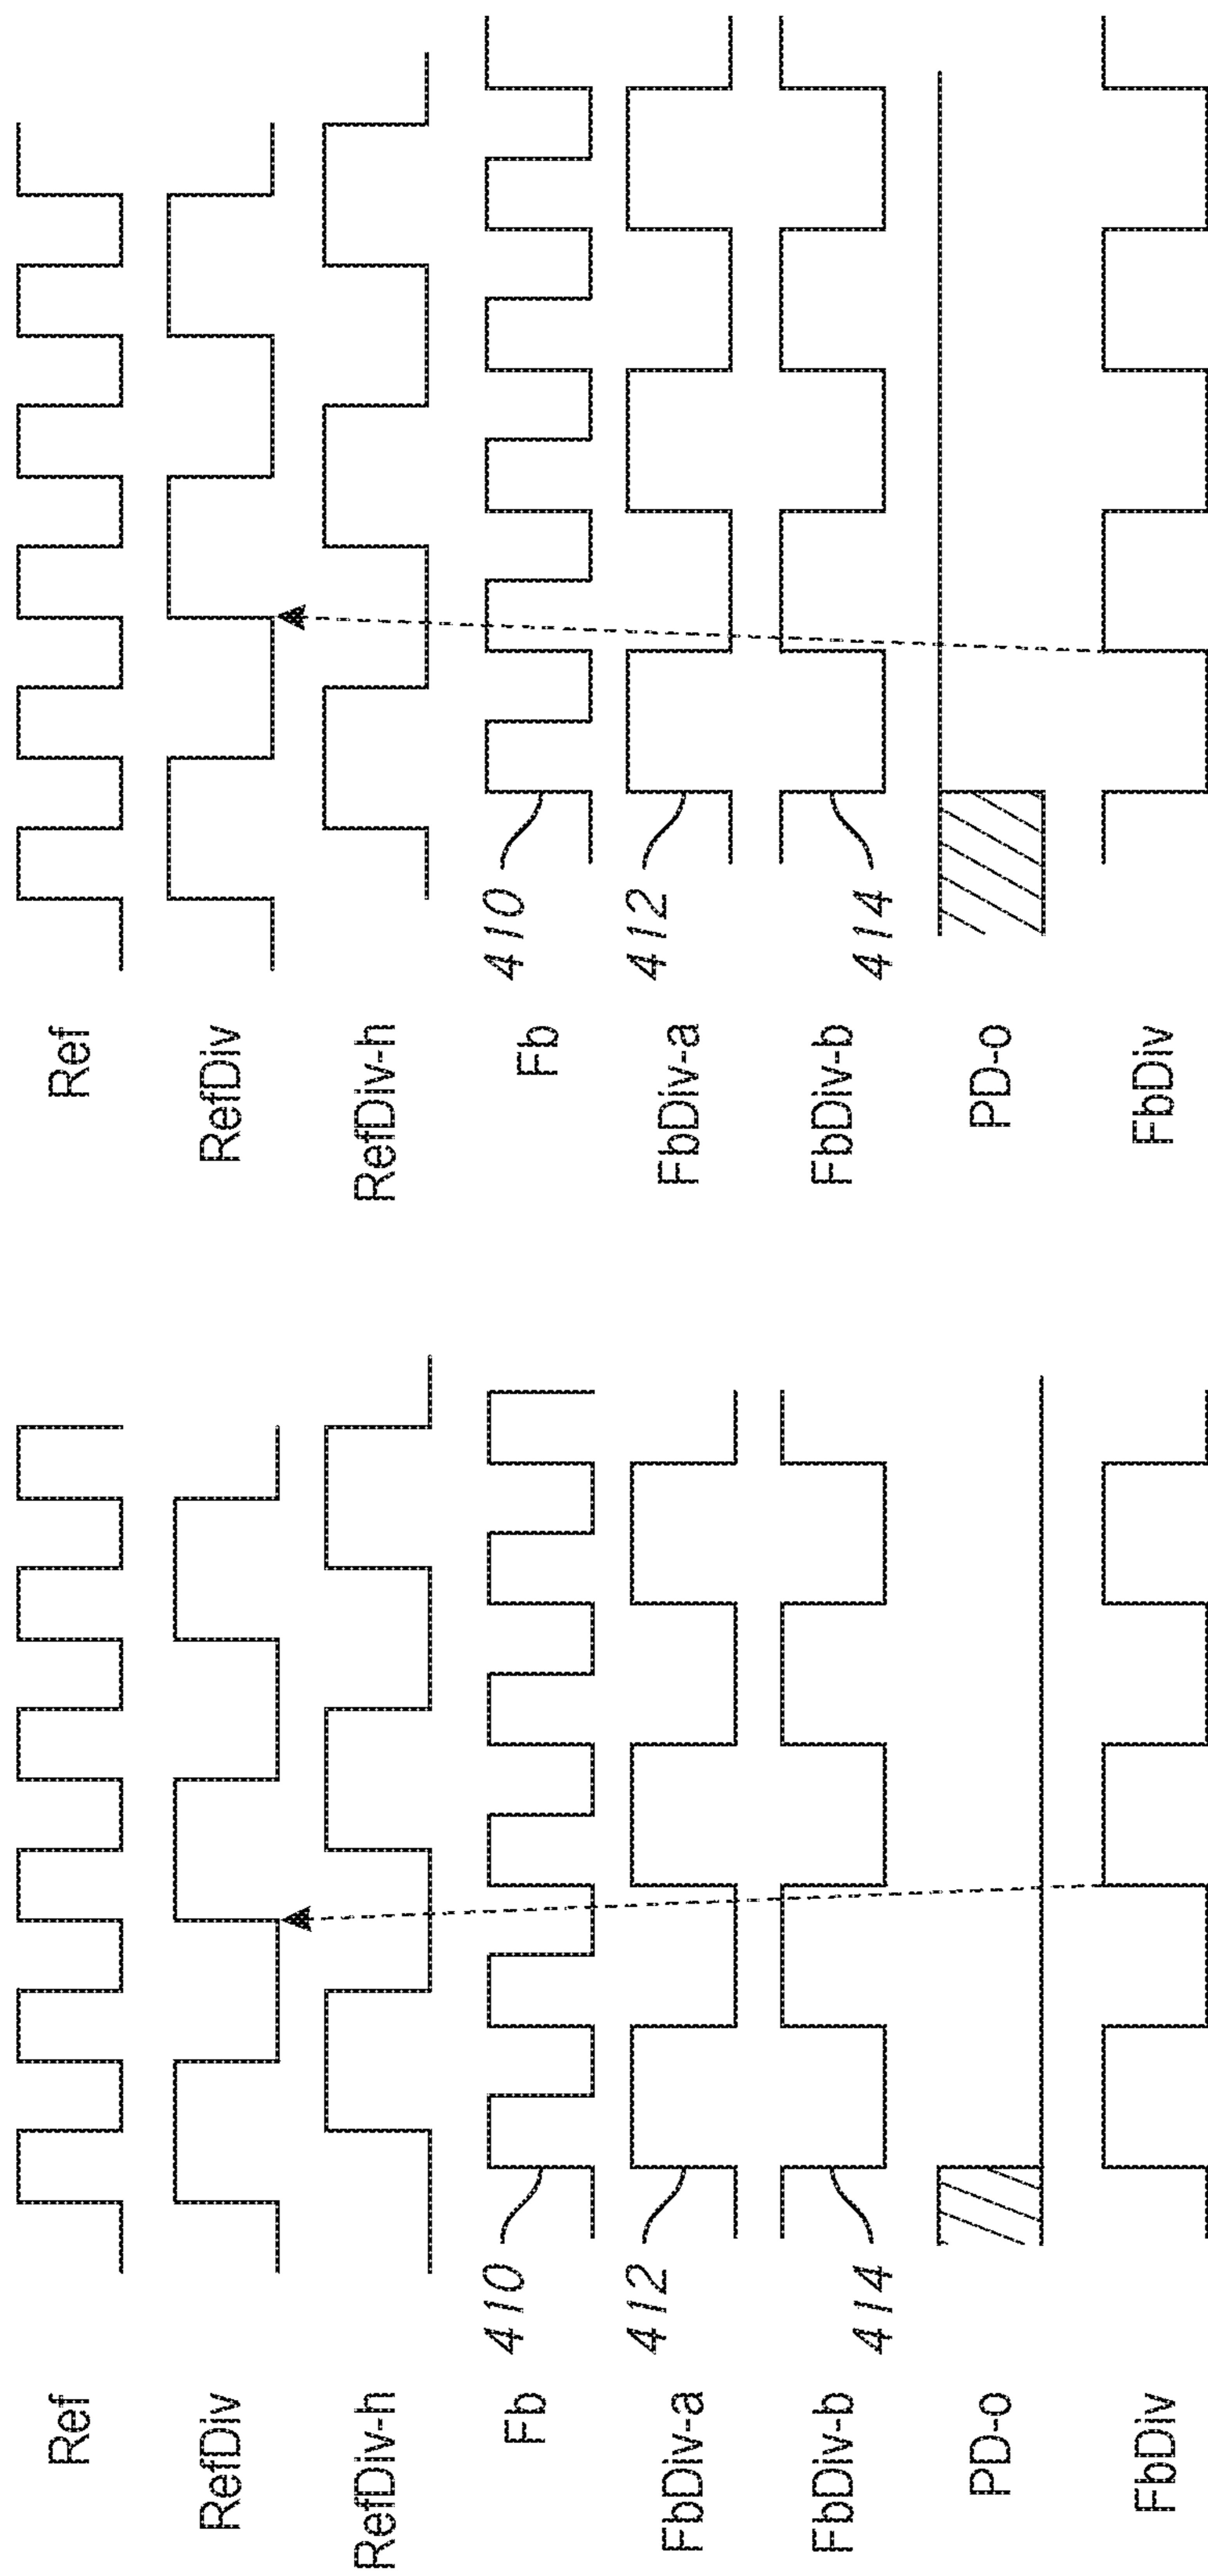 Ref
RefDiv
RefDiv-h
410
Fb
412
FbDiv-a
414
FbDiv-b
PD-o
FbDiv
Ref
RefDiv
RefDiv-h
410
Fb
412
FbDiv-a
414
FbDiv-b
PD-o
FbDiv